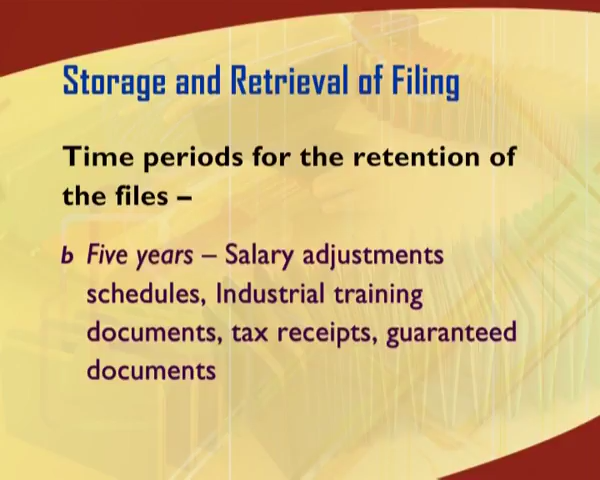 Storage and Retrieval of Filing
Time periods for the retention of
the files –
b Five years – Salary adjustments
schedules, Industrial training
documents, tax receipts, guaranteed
documents